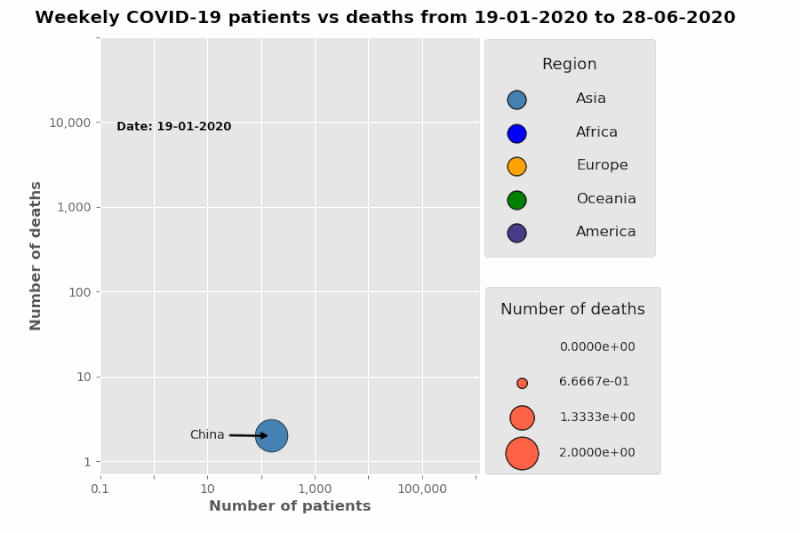 Weekely COVID-19 patients vs deaths from 19-01-2020 to 28-06-2020
Region
Asia
Africa
Europe
Oceania
America
Number of deaths
0.0000e+00
6.6667e-01
1.3333e+00
2.0000e+00
Date: 19-01-2020
China
Number of deaths
10,000
1,000
100
10
1
0.1
10
1,000
100,000
Number of patients